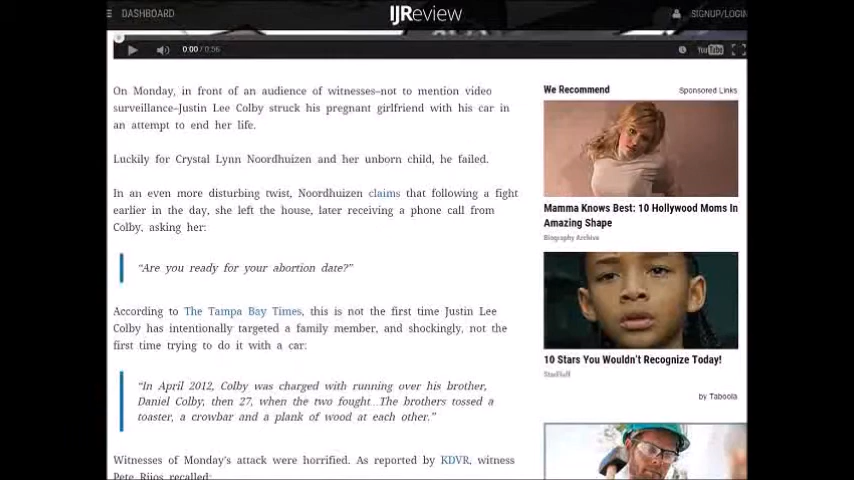 DASHBOARD
IJReview
SIGNUP/LOGIN
0:00 / 0:56
YouTube
On Monday, in front of an audience of witnesses–not to mention video
surveillance–Justin Lee Colby struck his pregnant girlfriend with his car in
an attempt to end her life.
Luckily for Crystal Lynn Noordhuizen and her unborn child, he failed.
In an even more disturbing twist, Noordhuizen claims that following a fight
earlier in the day, she left the house, later receiving a phone call from
Colby, asking her:
“Are you ready for your abortion date?”
According to The Tampa Bay Times, this is not the first time Justin Lee
Colby has intentionally targeted a family member, and shockingly, not the
first time trying to do it with a car:
“In April 2012, Colby was charged with running over his brother,
Daniel Colby, then 27, when the two fought…The brothers tossed a
toaster, a crowbar and a plank of wood at each other.”
Witnesses of Monday’s attack were horrified. As reported by KDVR, witness
Pete Rijos recalled:
We Recommend
Sponsored Links
Mamma Knows Best: 10 Hollywood Moms In
Amazing Shape
Biography Archive
10 Stars You Wouldn’t Recognize Today!
StarFluff
by Taboola